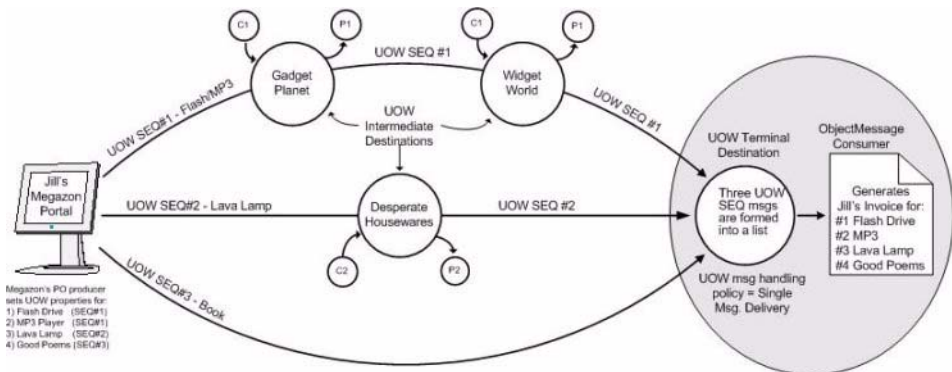 C1
P1
C1
P1
UOW SEQ #1
Gadget
Planet
Widget
World
UOW SEQ#1 - Flash/MP3
UOW SEQ #1
UOW
Intermediate
Destinations
UOW Terminal
Destination
ObjectMessage
Consumer
Jill's
Megazon
Portal
UOW SEQ#2 - Lava Lamp
Desperate
Housewares
UOW SEQ #2
Three UOW
SEQ msgs
are formed
into a list
Generates
Jill's Invoice for:
#1 Flash Drive
#2 MP3
#3 Lava Lamp
#4 Good Poems
C2
P2
UOW SEQ#3 - Book
UOW msg handling
policy = Single
Msg. Delivery
Megazon's PO producer
sets UOW properties for:
1) Flash Drive (SEQ#1)
2) MP3 Player (SEQ#1)
3) Lava Lamp (SEQ#2)
4) Good Poems (SEQ#3)